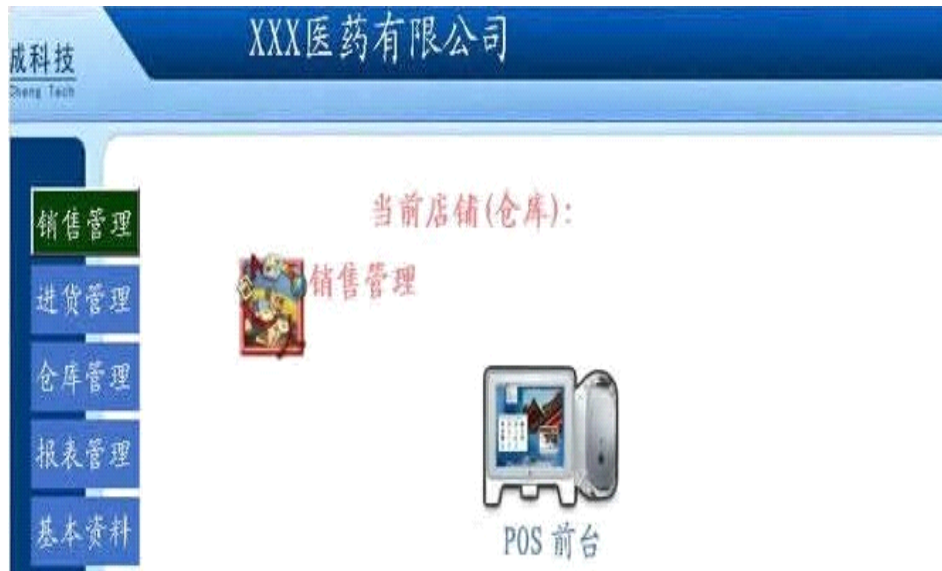 成科技
Cheng Tech
XXX医药有限公司
当前店铺(仓库):
销售管理
销售管理
进货管理
仓库管理
报表管理
基本资料
POS 前台